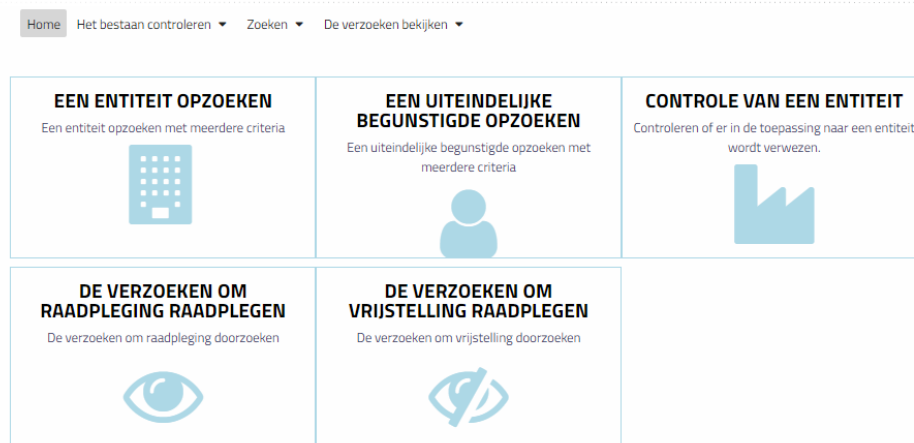 Home Het bestaan controleren Zoeken De verzoeken bekijken
EEN ENTITEIT OPZOEKEN
Een entiteit opzoeken met meerdere criteria
EEN UITEINDELIJKE
BEGUNSTIGDE OPZOEKEN
Een uiteindelijke begunstigde opzoeken met
meerdere criteria
CONTROLE VAN EEN ENTITEIT
Controleren of er in de toepassing naar een entiteit
wordt verwezen.
DE VERZOEKEN OM
RAADPLEGING RAADPLEGEN
De verzoeken om raadpleging doorzoeken
DE VERZOEKEN OM
VRIJSTELLING RAADPLEGEN
De verzoeken om vrijstelling doorzoeken